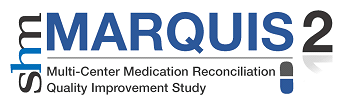 shm
MARQUIS 2
Multi-Center Medication Reconciliation
Quality Improvement Study